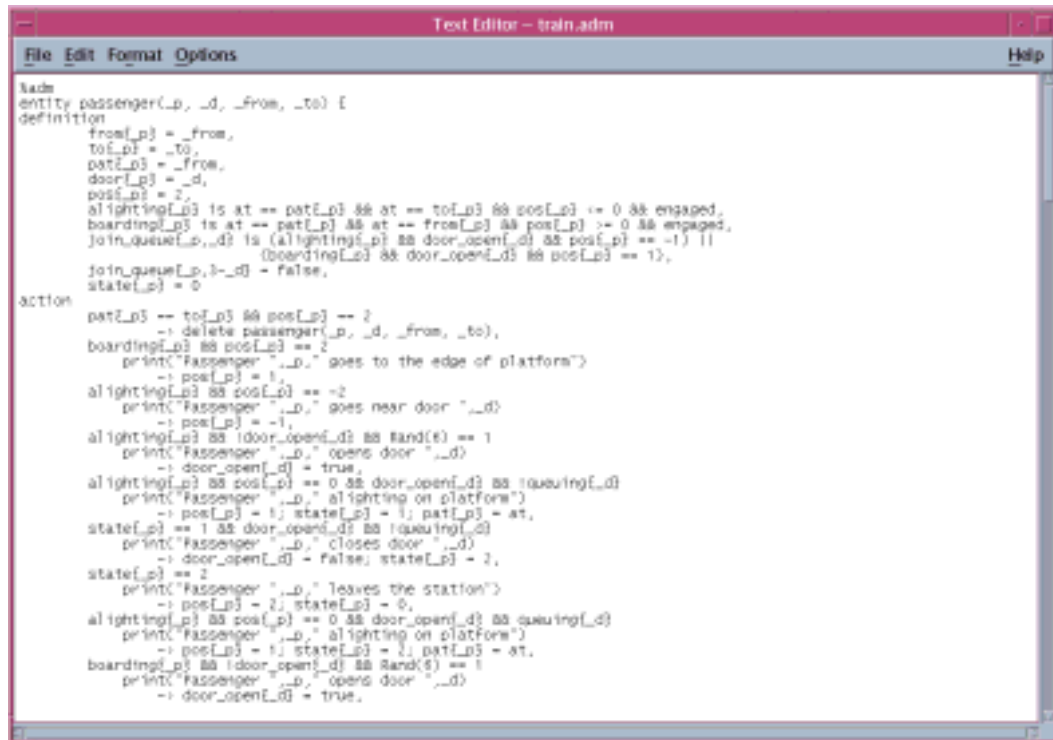 Text Editor – train.adm
File Edit Format Options Help
%adm
entity passenger(_p, _d, _from, _to) {
definition
from{_p} = _from,
to{_p} = _to,
pat{_p} = _from,
door{_p} = _d,
pos{_p} = 2,
alighting{_p} is at == pat{_p} && at == to{_p} && pos{_p} <= 0 && engaged,
boarding{_p} is at == pat{_p} && at == from{_p} && pos{_p} >= 0 && engaged,
join_queue{_p,_d} is (alighting{_p} && door_open{_d} && pos{_p} == -1) ||
(boarding{_p} && door_open{_d} && pos{_p} == 1),
join_queue{_p,3-_d} = false,
state{_p} = 0
action
pat{_p} == to{_p} && pos{_p} == 2
-> delete passenger(_p, _d, _from, _to),
boarding{_p} && pos{_p} == 2
print("Passenger ",_p," goes to the edge of platform")
-> pos{_p} = 1,
alighting{_p} && pos{_p} == -2
print("Passenger ",_p," goes near door ",_d)
-> pos{_p} = -1,
alighting{_p} && !door_open{_d} && Rand(6) == 1
print("Passenger ",_p," opens door ",_d)
-> door_open{_d} = true,
alighting{_p} && pos{_p} == 0 && door_open{_d} && !queuing{_d}
print("Passenger ",_p," alighting on platform")
-> pos{_p} = 1; state{_p} = 1; pat{_p} = at,
state{_p} == 1 && door_open{_d} && !queuing{_d}
print("Passenger ",_p," closes door ",_d)
-> door_open{_d} = false; state{_p} = 2,
state{_p} == 2
print("Passenger ",_p," leaves the station")
-> pos{_p} = 2; state{_p} = 0,
alighting{_p} && pos{_p} == 0 && door_open{_d} && queuing{_d}
print("Passenger ",_p," alighting on platform")
-> pos{_p} = 1; state{_p} = 2; pat{_p} = at,
boarding{_p} && !door_open{_d} && Rand(6) == 1
print("Passenger ",_p," opens door ",_d)
-> door_open{_d} = true,